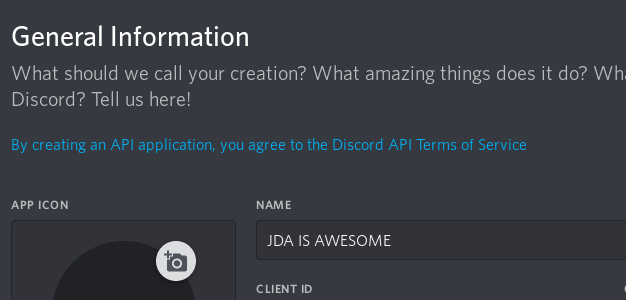 General Information
What should we call your creation? What amazing things does it do?
Discord? Tell us here!
By creating an API application, you agree to the Discord API Terms of Service
APP ICON
NAME
JDA IS AWESOME
CLIENT ID